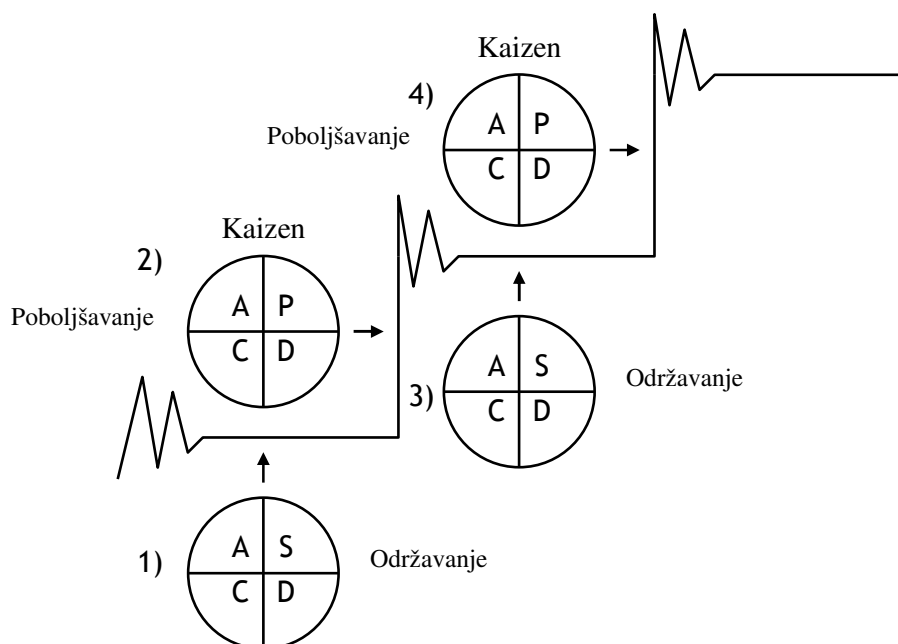 Kaizen
4)
A P
Poboljšavanje
C D
Kaizen
2)
A P
Poboljšavanje
C D
A S
Održavanje
3)
C D
A S
1)
Održavanje
C D